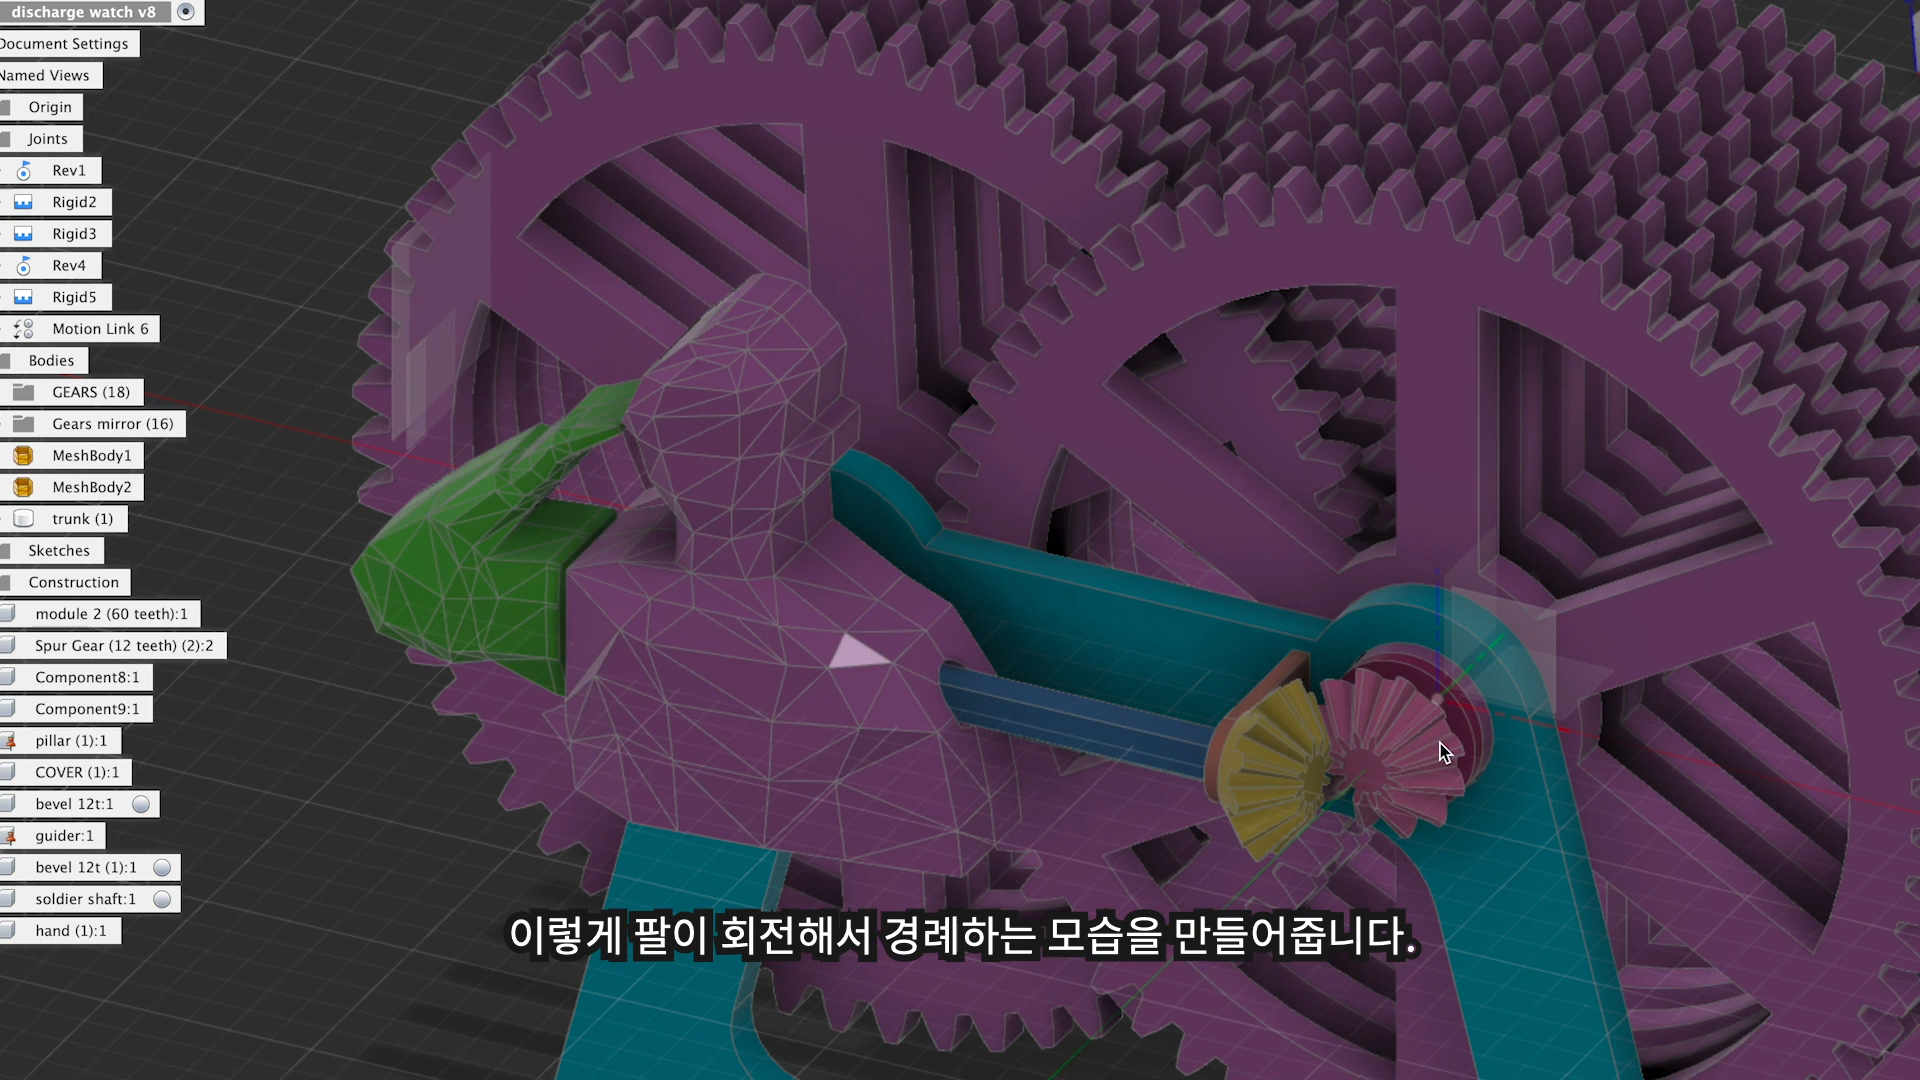 discharge watch v8
Document Settings
Named Views
Origin
Joints
Rev1
Rigid2
Rigid3
Rev4
Rigid5
Motion Link 6
Bodies
GEARS (18)
Gears mirror (16)
MeshBody1
MeshBody2
trunk (1)
Sketches
Construction
module 2 (60 teeth):1
Spur Gear (12 teeth) (2):2
Component8:1
Component9:1
pillar (1):1
COVER (1):1
bevel 12t:1
guider:1
bevel 12t (1):1
soldier shaft:1
hand (1):1
이렇게 팔이 회전해서 경례하는 모습을 만들어줍니다.